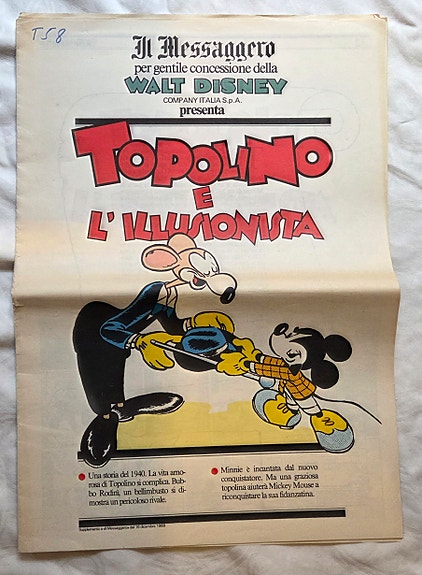 T58
Il Messaggero
per gentile concessione della
WALT DISNEY
COMPANY ITALIA S.p.A.
presenta
TOPOLINO
E
L'ILLUSIONISTA
Una storia del 1940. La vita amo-
rosa di Topolino si complica. Bub-
bo Rodirà, un bellimbusto si di-
mostra un pericoloso rivale.
Minnie è incantata dal nuovo
conquistatore. Ma una graziosa
topolina aiuterà Mickey Mouse a
riconquistare la sua fidanzatina.
dicembre 1989